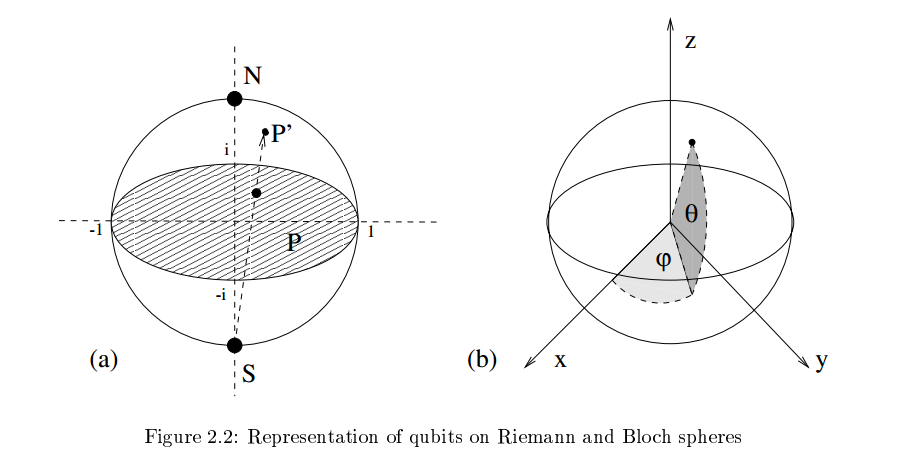 N
P'
i
-1
1
P
-i
S
(a)
z
θ
φ
x
y
(b)
Figure 2.2: Representation of qubits on Riemann and Bloch spheres